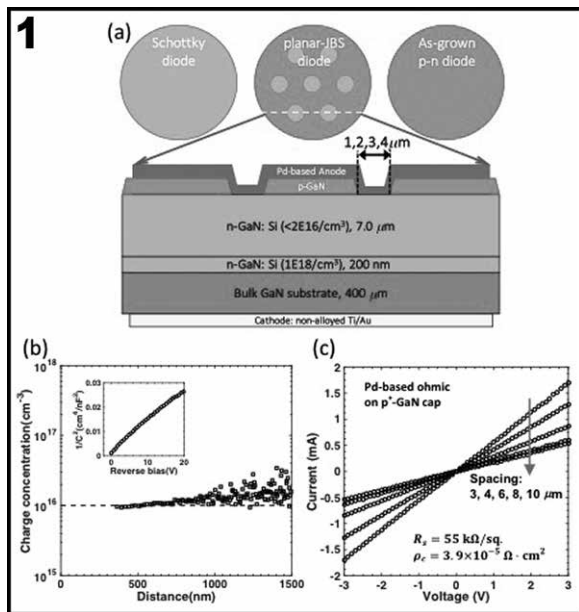 1
(a)
Schottky diode
planar-JBS diode
As-grown p-n diode
1,2,3,4 μm
Pd-based Anode
p-GaN
n-GaN: Si (<2E16/cm³), 7.0 μm
n-GaN: Si (1E18/cm³), 200 nm
Bulk GaN substrate, 400 μm
Cathode: non-alloyed Ti/Au
(b)
Charge concentration(cm⁻³)
10¹⁸
10¹⁷
10¹⁶
10¹⁵
0 500 1000 1500
Distance(nm)
1/C² (cm⁴/nF²)
0.03
0.02
0.01
0
0 10 20
Reverse bias(V)
(c)
Current (mA)
2
1.5
1
0.5
0
-0.5
-1
-1.5
-2
-3 -2 -1 0 1 2 3
Voltage (V)
Pd-based ohmic
on p⁺-GaN cap
Spacing:
3, 4, 6, 8, 10 μm
Rₛ = 55 kΩ/sq.
ρ_c = 3.9×10⁻⁵ Ω · cm²